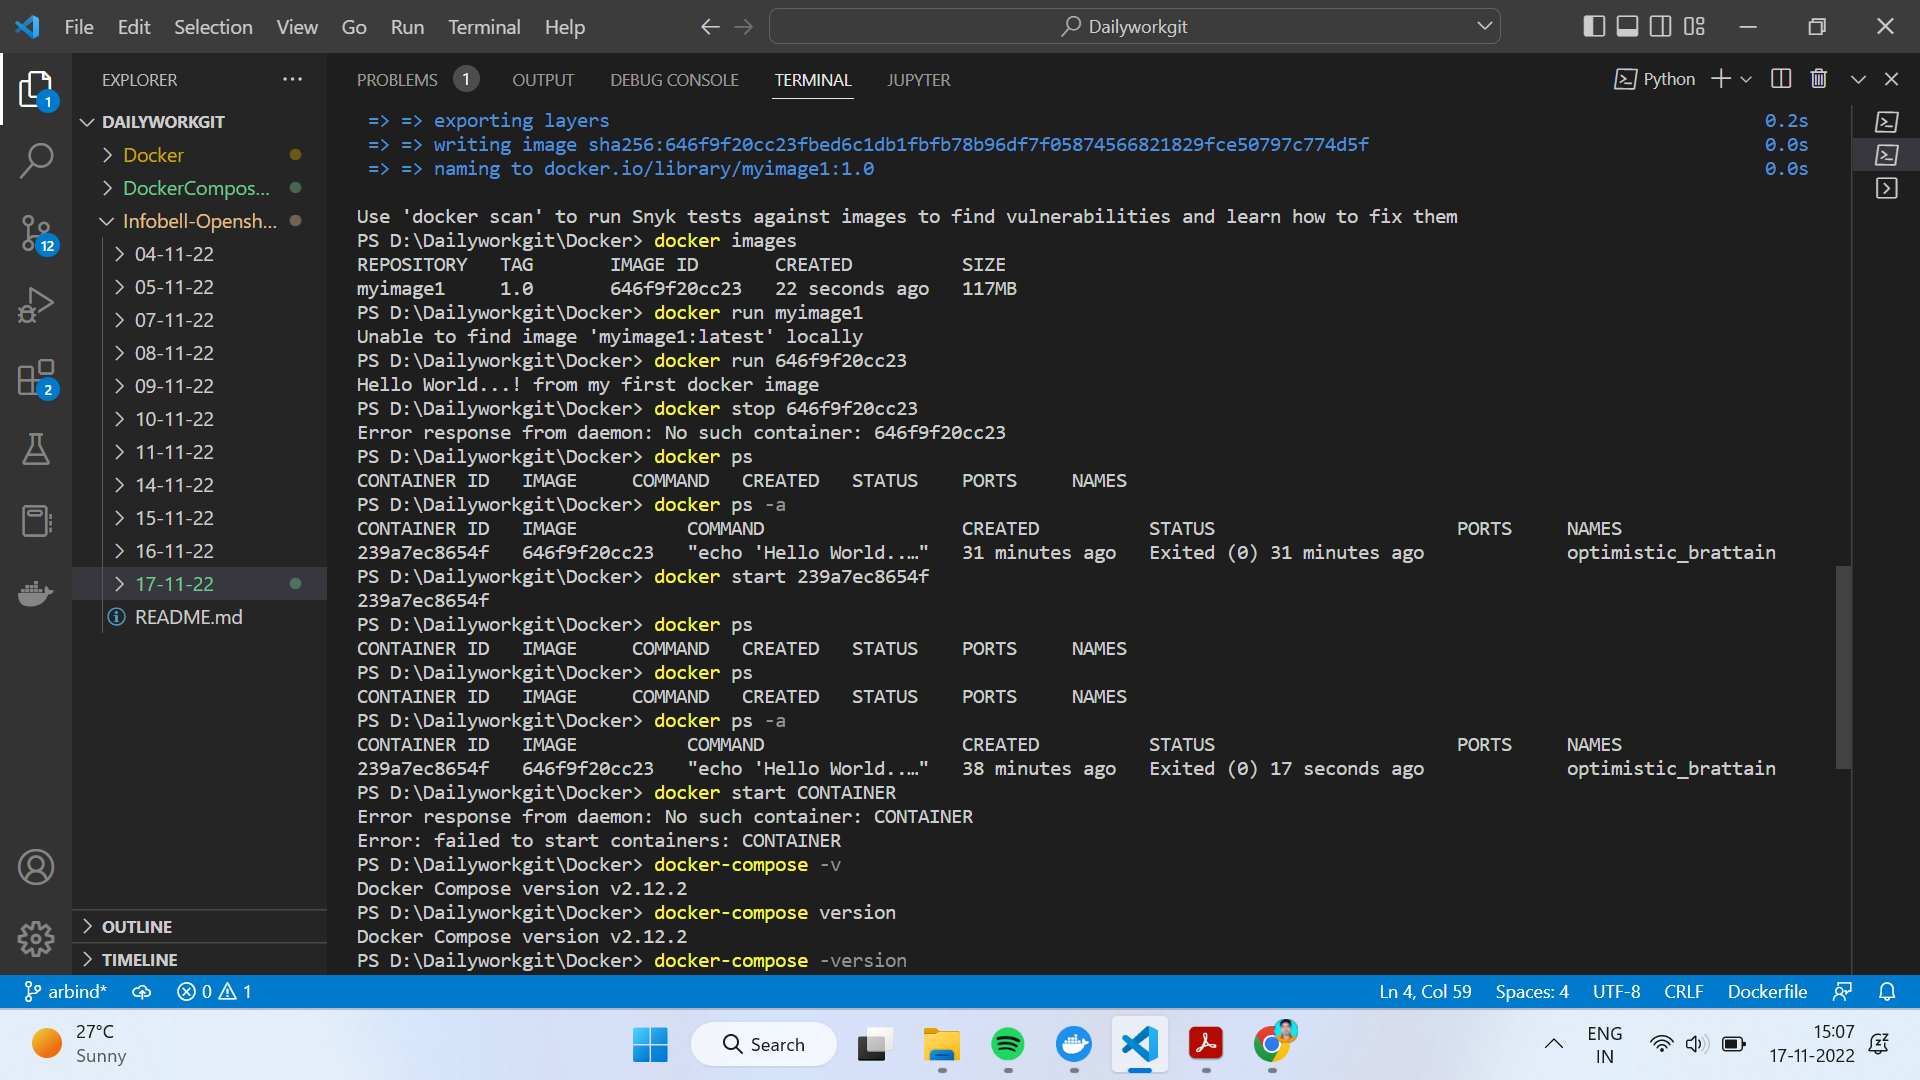 File Edit Selection View Go Run Terminal Help
Dailyworkgit
EXPLORER ...
PROBLEMS 1 OUTPUT DEBUG CONSOLE TERMINAL JUPYTER
Python
DAILYWORKGIT
Docker
DockerCompos...
Infobell-Opensh...
04-11-22
05-11-22
07-11-22
08-11-22
09-11-22
10-11-22
11-11-22
14-11-22
15-11-22
16-11-22
17-11-22
README.md
OUTLINE
TIMELINE
1
12
2
=> => exporting layers 0.2s
=> => writing image sha256:646f9f20cc23fbed6c1db1fbfb78b96df7f05874566821829fce50797c774d5f 0.0s
=> => naming to docker.io/library/myimage1:1.0 0.0s
Use 'docker scan' to run Snyk tests against images to find vulnerabilities and learn how to fix them
PS D:\Dailyworkgit\Docker> docker images
REPOSITORY TAG IMAGE ID CREATED SIZE
myimage1 1.0 646f9f20cc23 22 seconds ago 117MB
PS D:\Dailyworkgit\Docker> docker run myimage1
Unable to find image 'myimage1:latest' locally
PS D:\Dailyworkgit\Docker> docker run 646f9f20cc23
Hello World...! from my first docker image
PS D:\Dailyworkgit\Docker> docker stop 646f9f20cc23
Error response from daemon: No such container: 646f9f20cc23
PS D:\Dailyworkgit\Docker> docker ps
CONTAINER ID IMAGE COMMAND CREATED STATUS PORTS NAMES
PS D:\Dailyworkgit\Docker> docker ps -a
CONTAINER ID IMAGE COMMAND CREATED STATUS PORTS NAMES
239a7ec8654f 646f9f20cc23 "echo 'Hello World..…" 31 minutes ago Exited (0) 31 minutes ago optimistic_brattain
PS D:\Dailyworkgit\Docker> docker start 239a7ec8654f
239a7ec8654f
PS D:\Dailyworkgit\Docker> docker ps
CONTAINER ID IMAGE COMMAND CREATED STATUS PORTS NAMES
PS D:\Dailyworkgit\Docker> docker ps
CONTAINER ID IMAGE COMMAND CREATED STATUS PORTS NAMES
PS D:\Dailyworkgit\Docker> docker ps -a
CONTAINER ID IMAGE COMMAND CREATED STATUS PORTS NAMES
239a7ec8654f 646f9f20cc23 "echo 'Hello World..…" 38 minutes ago Exited (0) 17 seconds ago optimistic_brattain
PS D:\Dailyworkgit\Docker> docker start CONTAINER
Error response from daemon: No such container: CONTAINER
Error: failed to start containers: CONTAINER
PS D:\Dailyworkgit\Docker> docker-compose -v
Docker Compose version v2.12.2
PS D:\Dailyworkgit\Docker> docker-compose version
Docker Compose version v2.12.2
PS D:\Dailyworkgit\Docker> docker-compose -version
arbind* 0 1 Ln 4, Col 59 Spaces: 4 UTF-8 CRLF Dockerfile
27°C
Sunny
Search
ENG
IN
15:07
17-11-2022